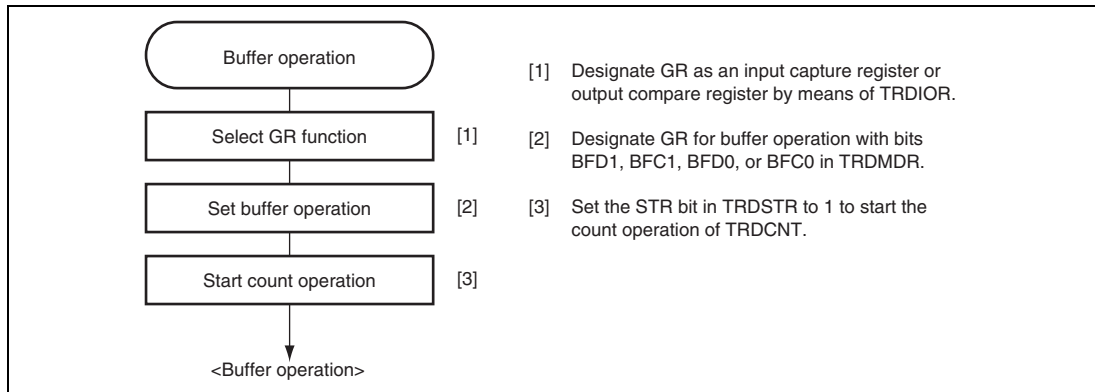 Buffer operation
Select GR function
[1]
Set buffer operation
[2]
Start count operation
[3]
<Buffer operation>
[1] Designate GR as an input capture register or
output compare register by means of TRDIOR.
[2] Designate GR for buffer operation with bits
BFD1, BFC1, BFD0, or BFC0 in TRDMDR.
[3] Set the STR bit in TRDSTR to 1 to start the
count operation of TRDCNT.